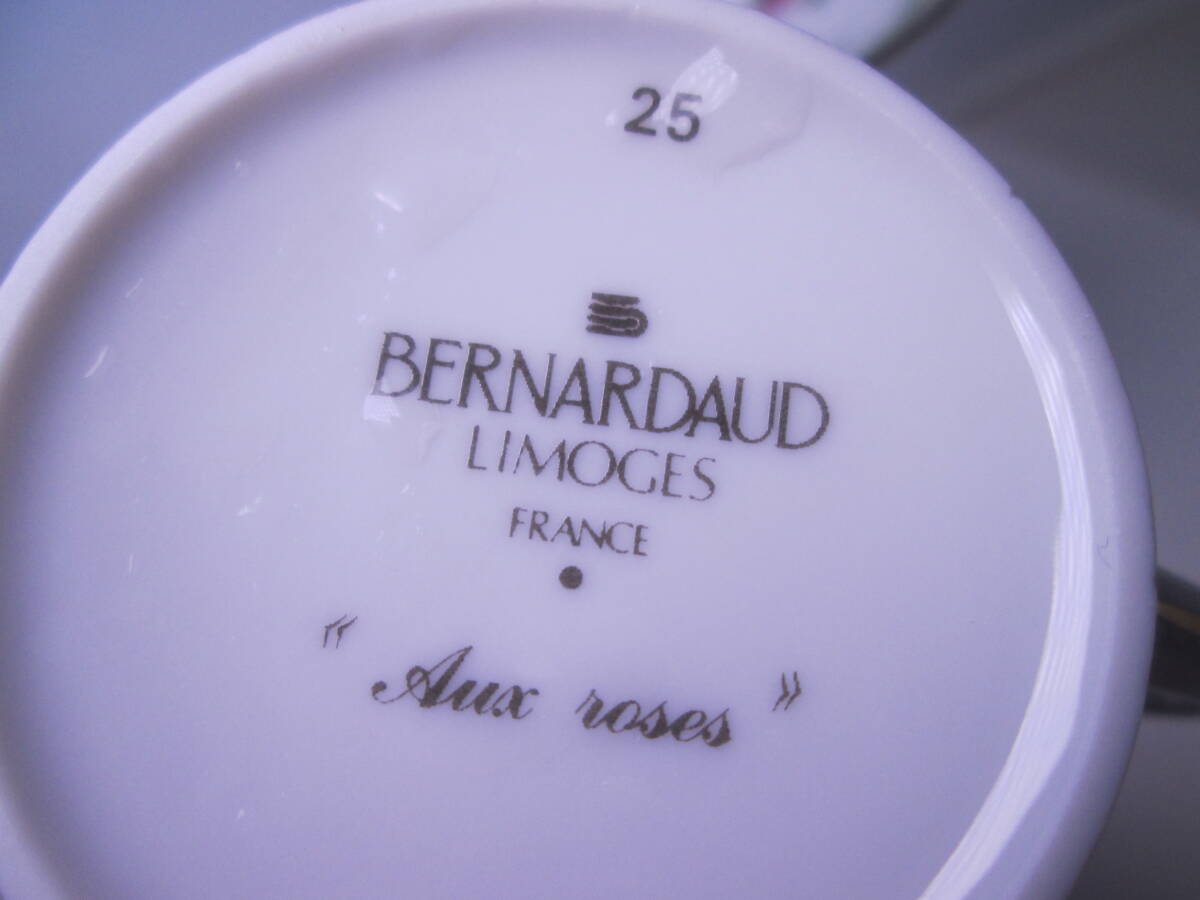 25
BERNARDAUD
LIMOGES
FRANCE
« Aux roses »